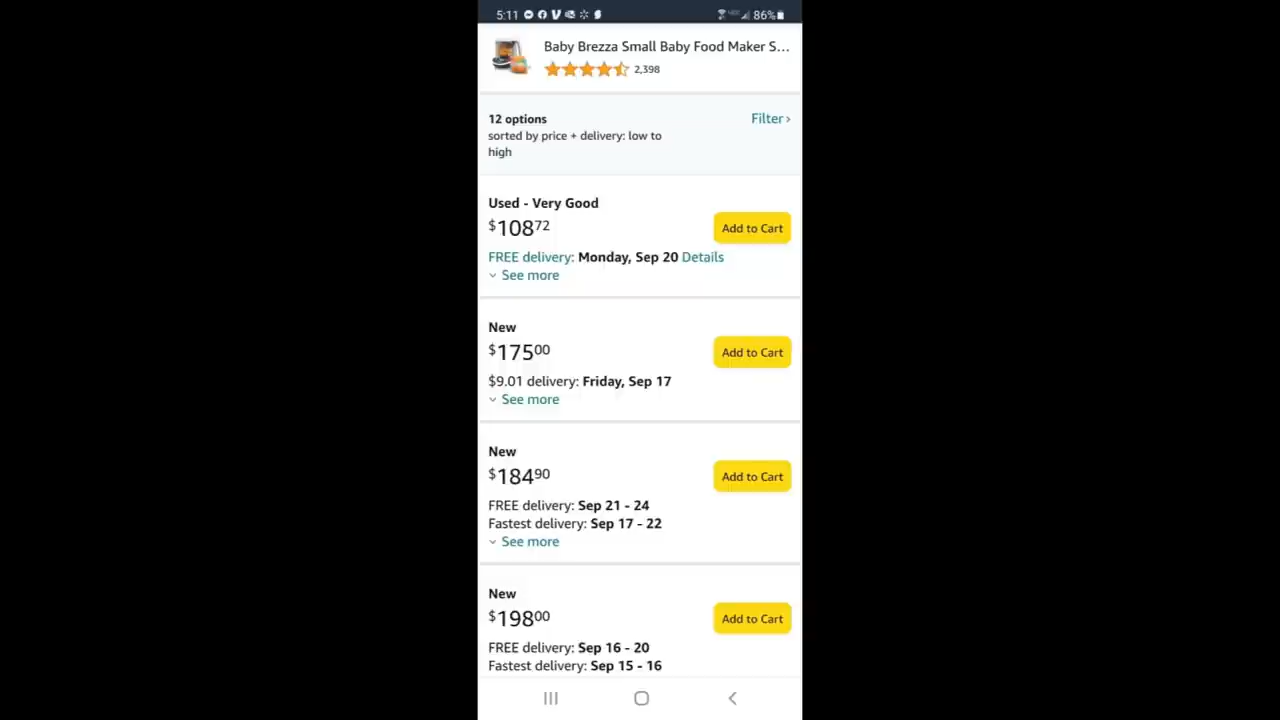 5:11
86%
Baby Brezza Small Baby Food Maker S...
2,398
12 options
Filter ›
sorted by price + delivery: low to
high
Used - Very Good
$10872
Add to Cart
FREE delivery: Monday, Sep 20 Details
See more
New
$17500
Add to Cart
$9.01 delivery: Friday, Sep 17
See more
New
$18490
Add to Cart
FREE delivery: Sep 21 - 24
Fastest delivery: Sep 17 - 22
See more
New
$19800
Add to Cart
FREE delivery: Sep 16 - 20
Fastest delivery: Sep 15 - 16